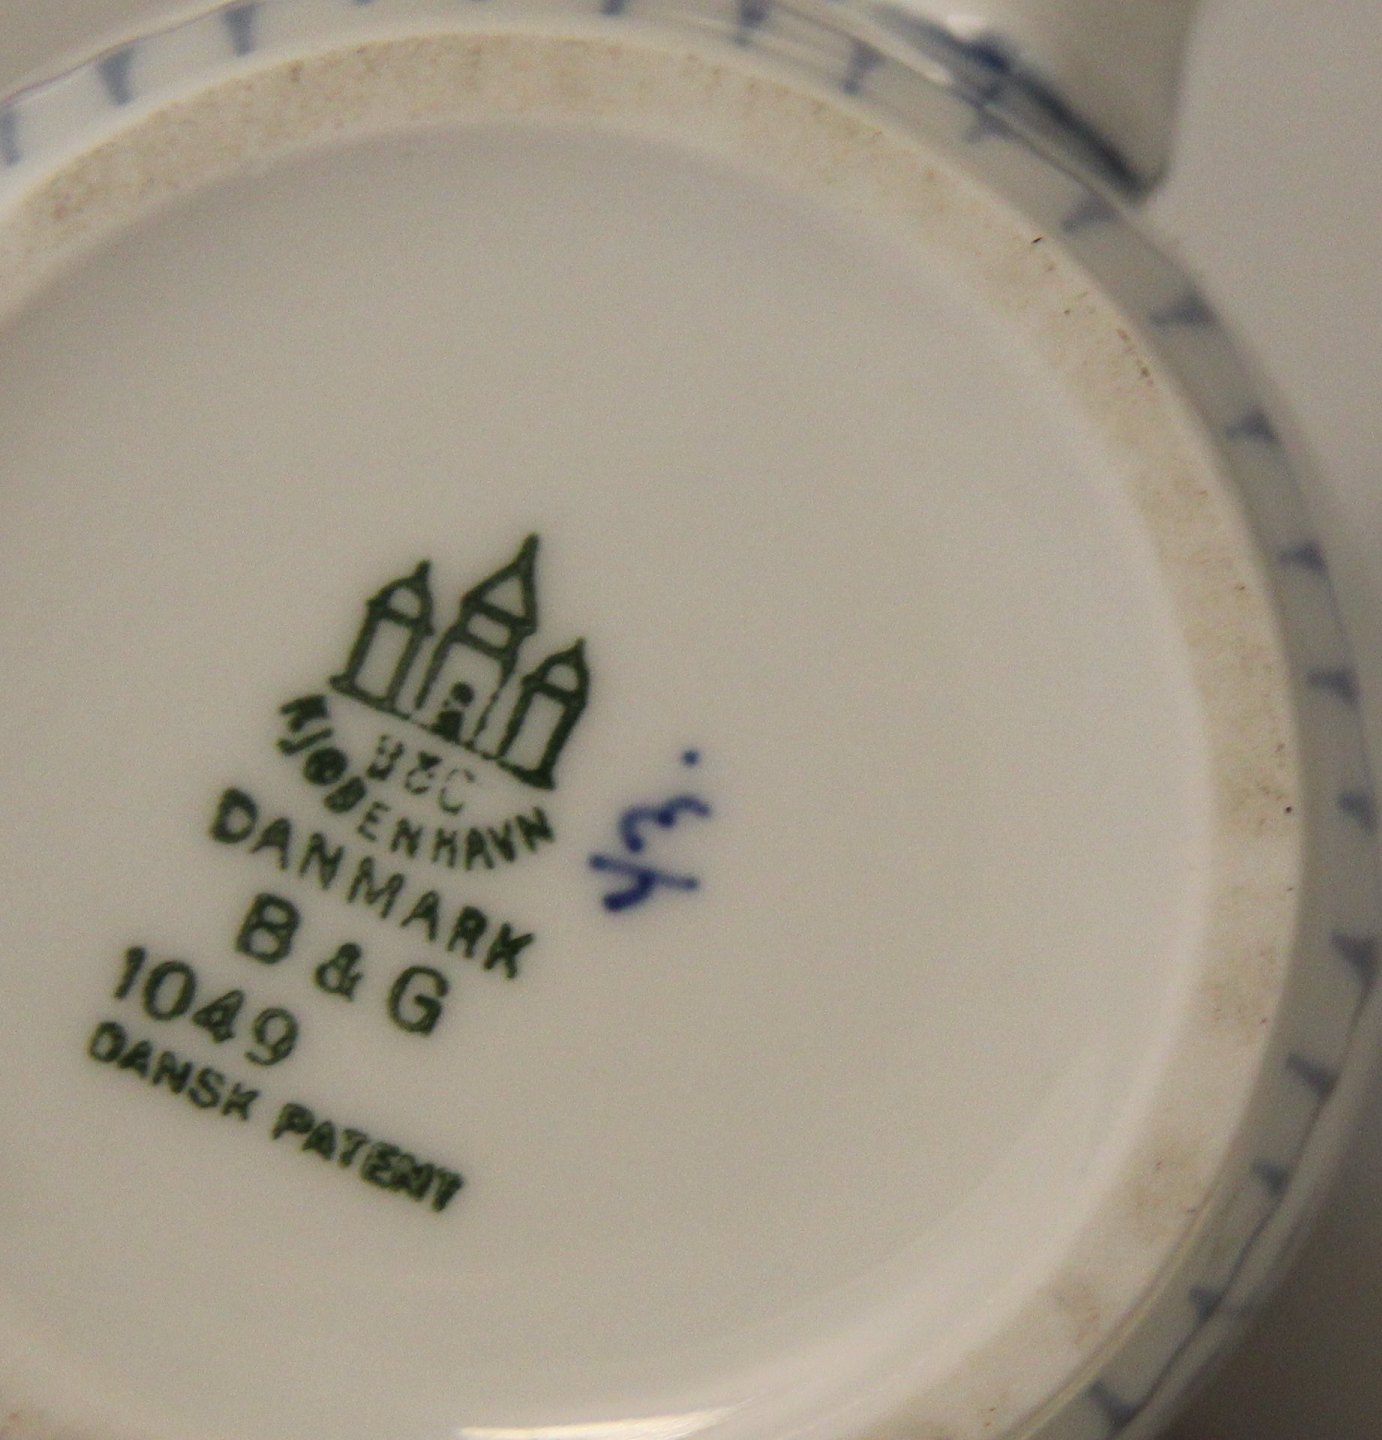 B&G
KJØBENHAVN
DANMARK
B & G
1049
DANSK PATENT